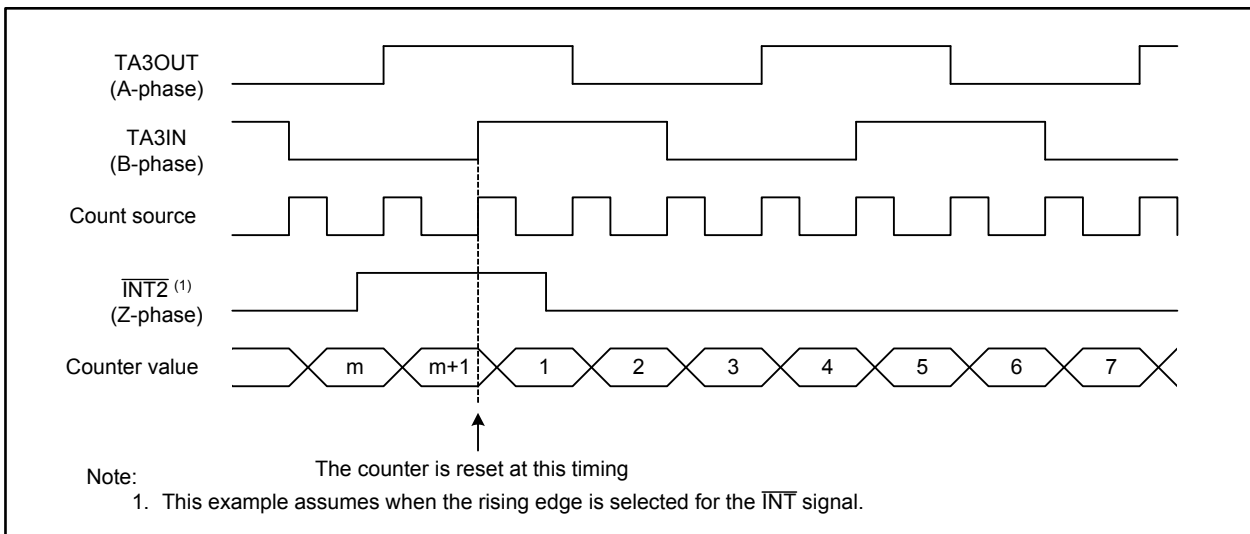 TA3OUT
(A-phase)
TA3IN
(B-phase)
Count source
INT2 (1)
(Z-phase)
Counter value
m
m+1
1
2
3
4
5
6
7
The counter is reset at this timing
Note:
1. This example assumes when the rising edge is selected for the INT signal.